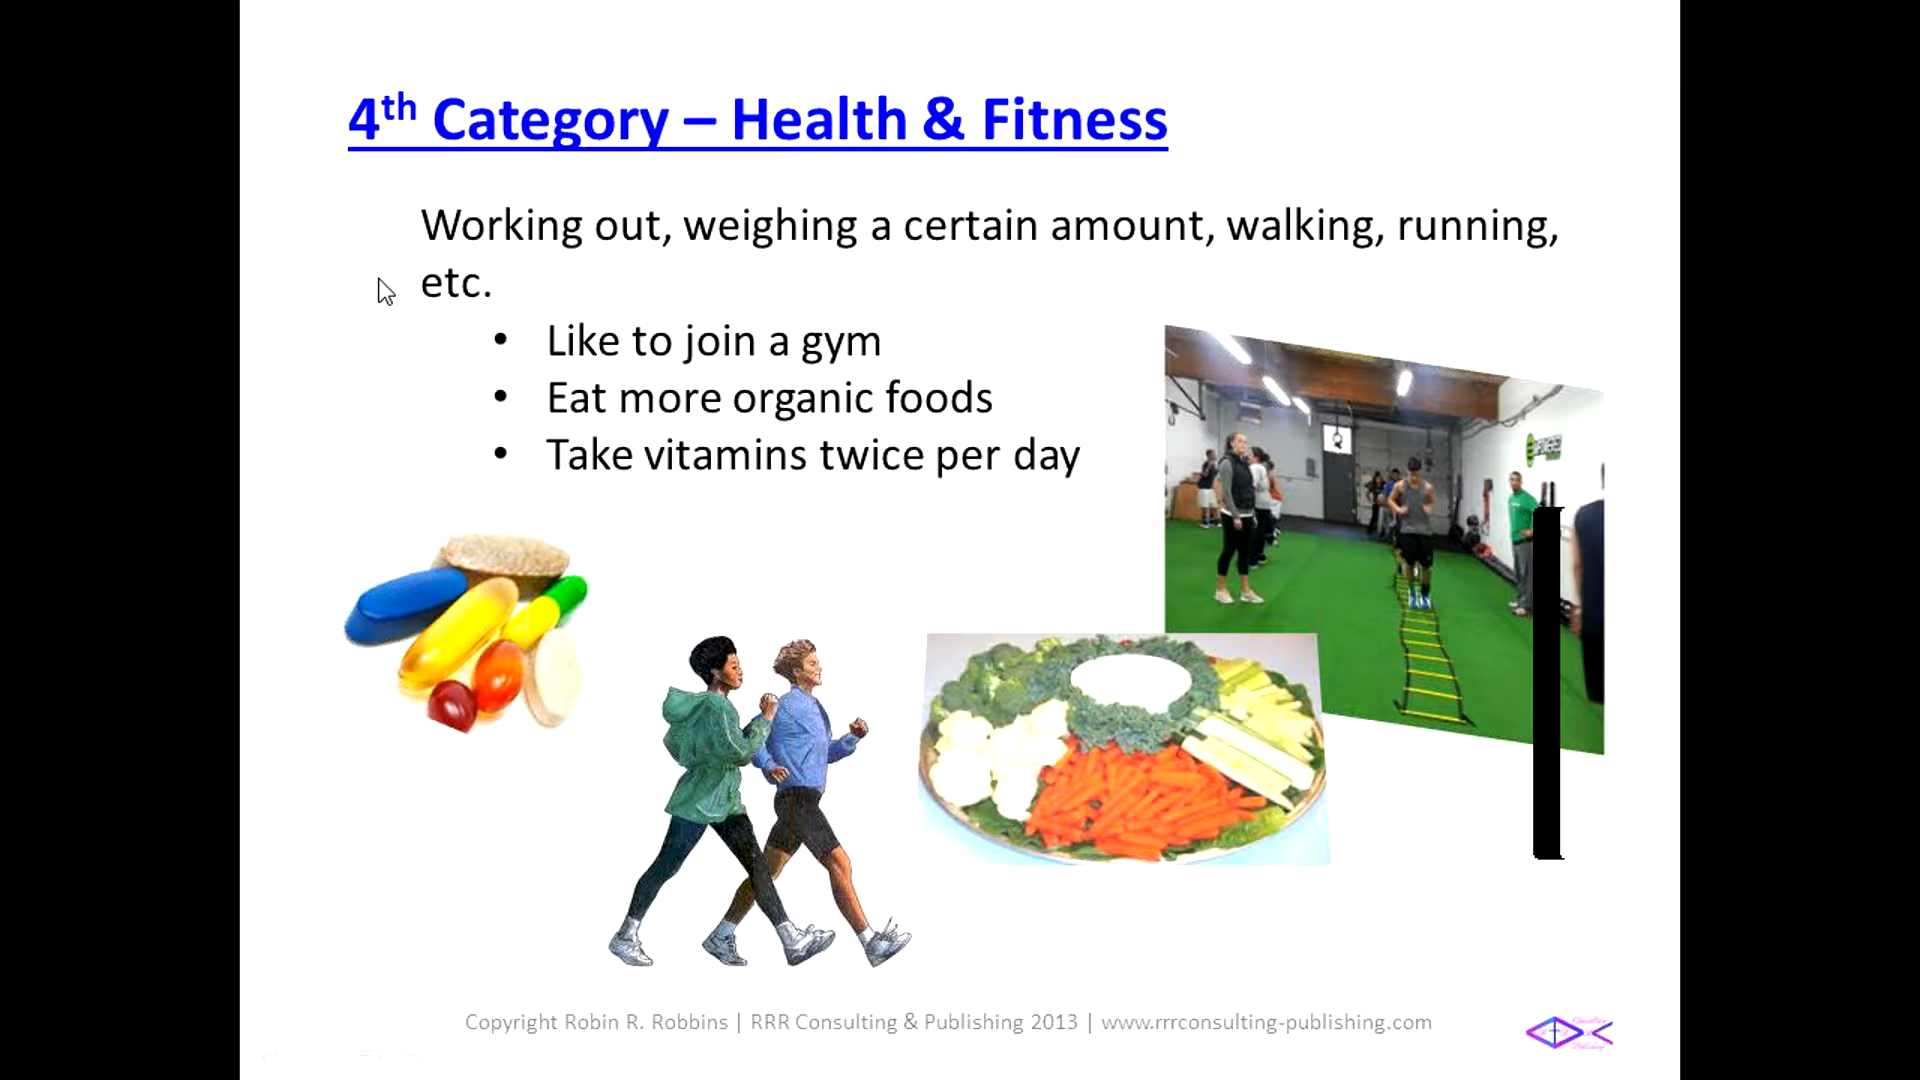 4th Category – Health & Fitness
Working out, weighing a certain amount, walking, running,
etc.
• Like to join a gym
• Eat more organic foods
• Take vitamins twice per day
Copyright Robin R. Robbins | RRR Consulting & Publishing 2013 | www.rrrconsulting-publishing.com